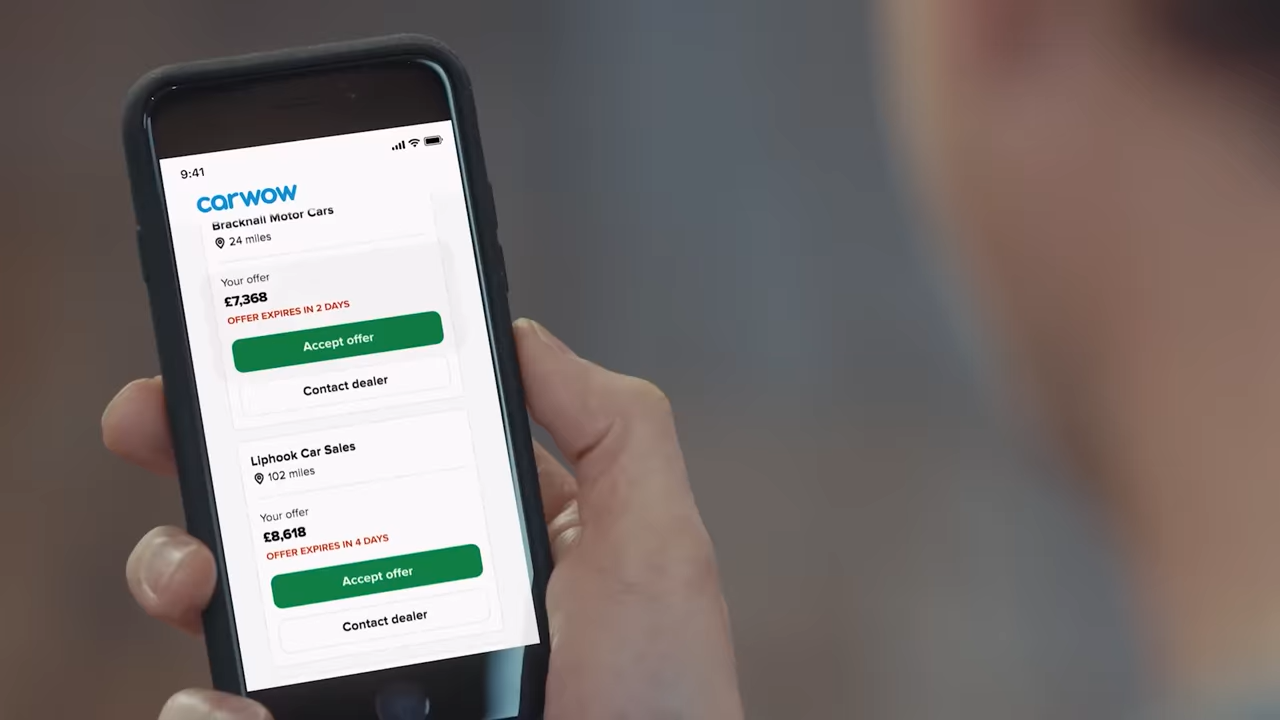 9:41
carwow
Bracknall Motor Cars
24 miles
Your offer
£7,368
OFFER EXPIRES IN 2 DAYS
Accept offer
Contact dealer
Liphook Car Sales
102 miles
Your offer
£8,618
OFFER EXPIRES IN 4 DAYS
Accept offer
Contact dealer